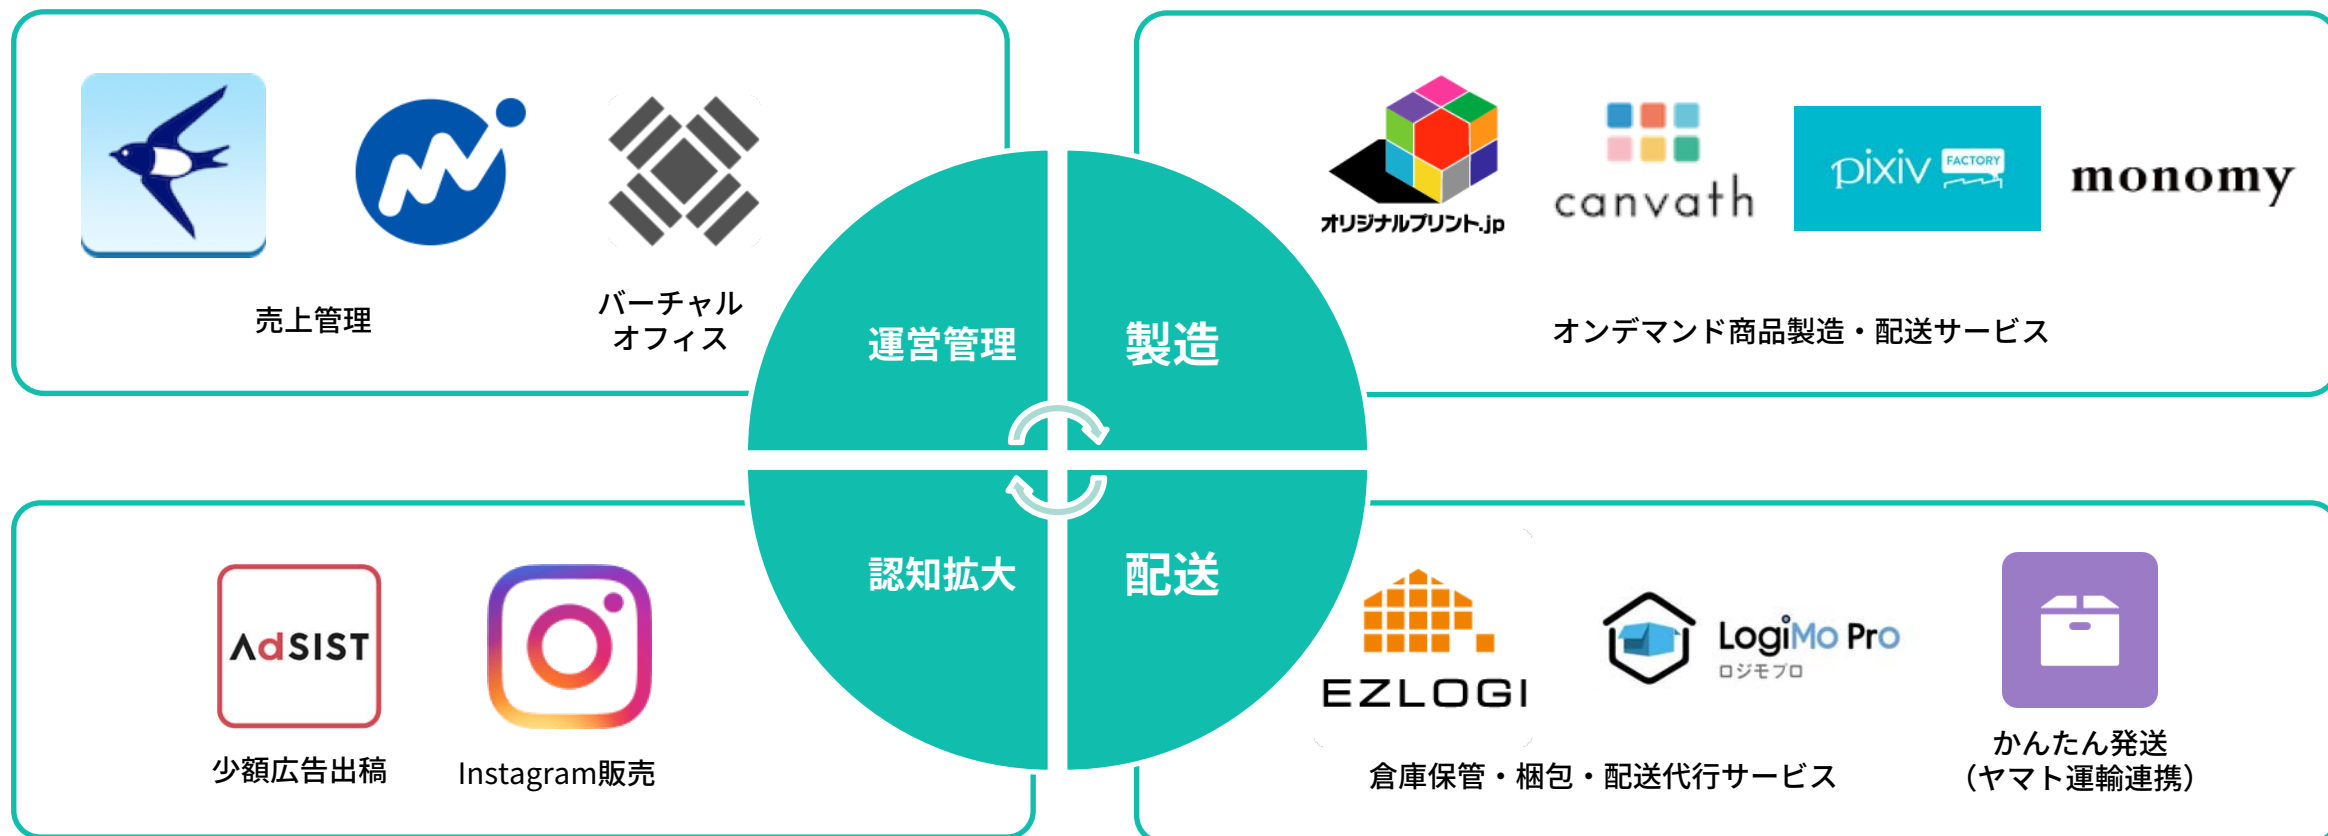 売上管理
バーチャル
オフィス
運営管理
オリジナルプリント.jp
canvath
pixiv FACTORY
monomy
オンデマンド商品製造・配送サービス
製造
AdSIST
少額広告出稿
Instagram販売
認知拡大
配送
EZLOGI
LogiMo Pro
ロジモプロ
倉庫保管・梱包・配送代行サービス
かんたん発送
（ヤマト運輸連携）